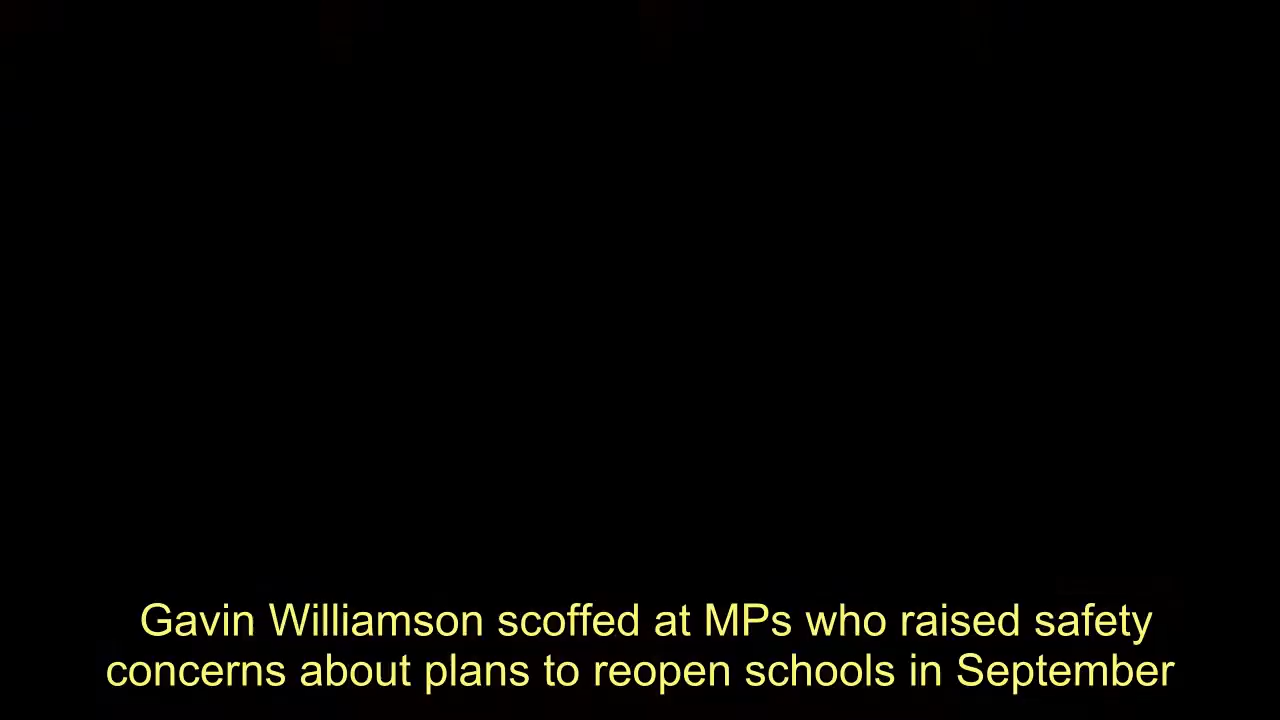 Gavin Williamson scoffed at MPs who raised safety
concerns about plans to reopen schools in September